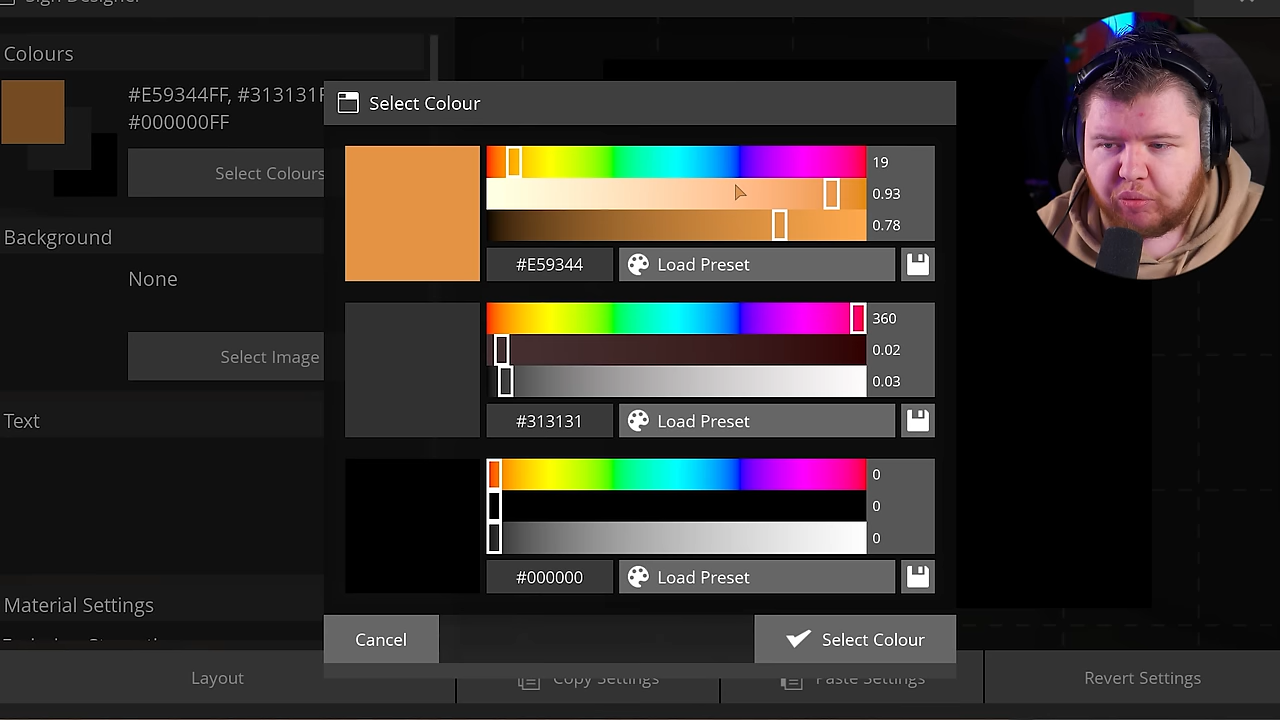 Sign Designer
Colours
#E59344FF, #313131F
#000000FF
Select Colours
Background
None
Select Image
Text
Material Settings
Select Colour
19
0.93
0.78
#E59344
Load Preset
360
0.02
0.03
#313131
Load Preset
0
0
0
#000000
Load Preset
Cancel
Select Colour
Layout
Copy Settings
Paste Settings
Revert Settings